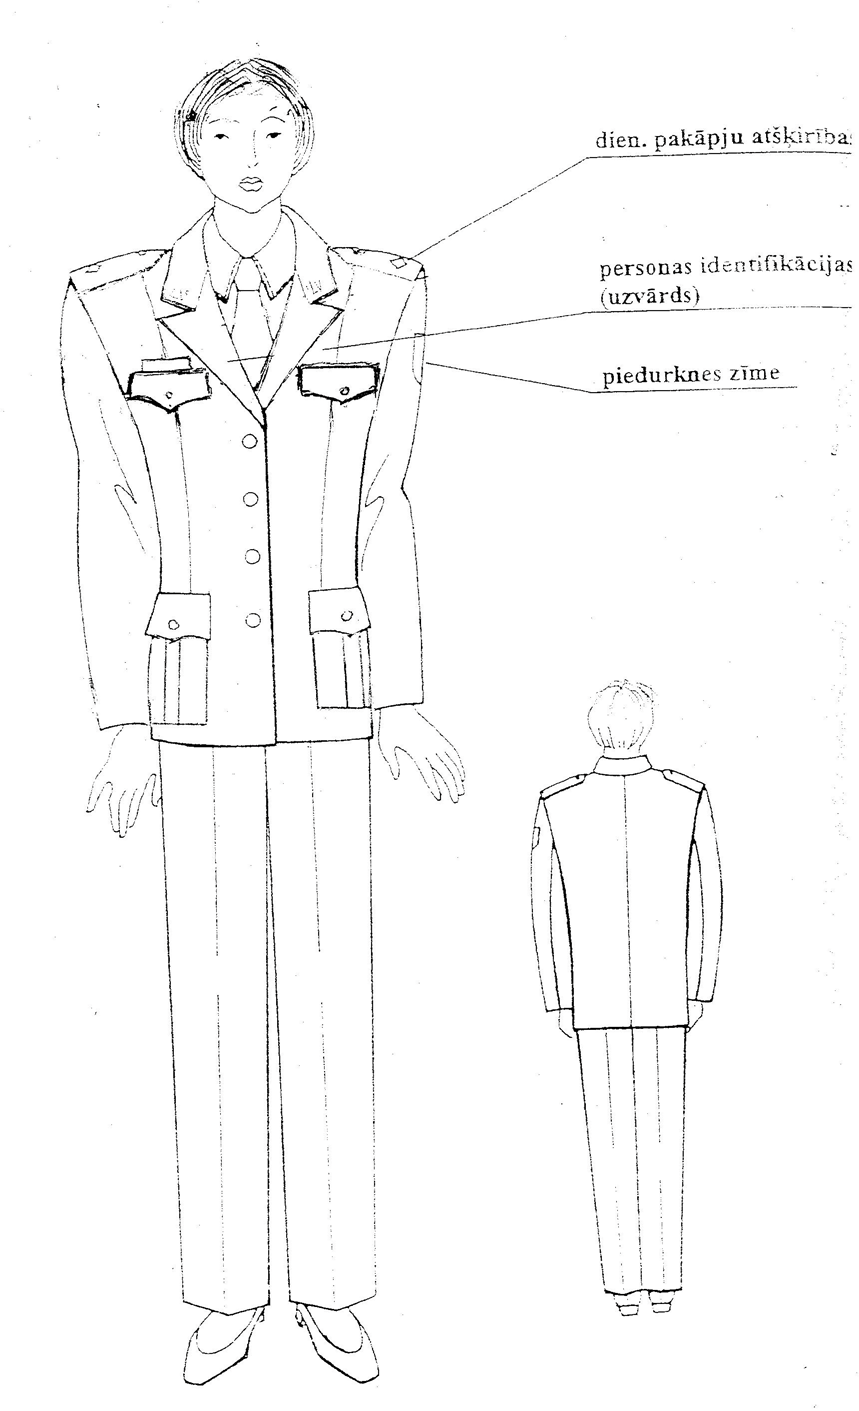 dien. pakāpju atšķirības
personas identifikācijas
(uzvārds)
piedurknes zīme